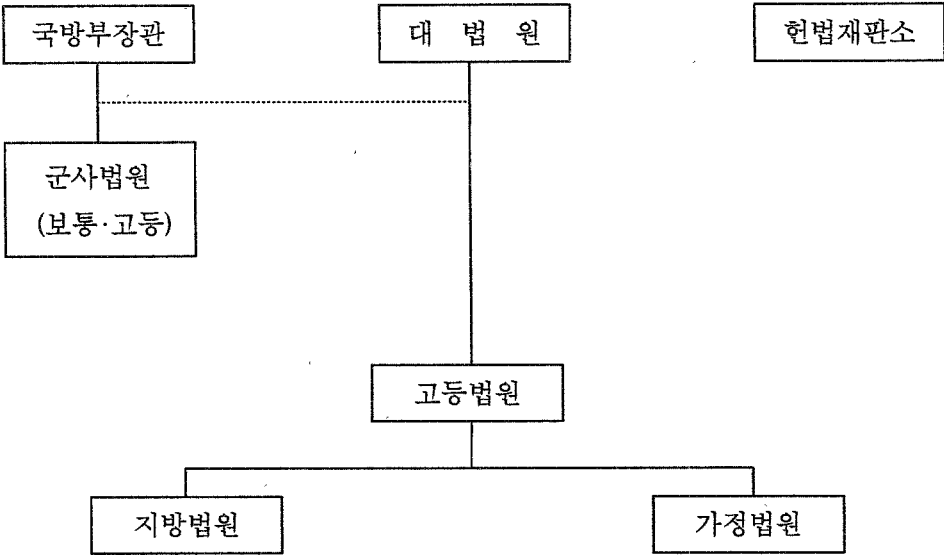 국방부장관
대 법 원
헌법재판소
군사법원
(보통·고등)
고등법원
지방법원
가정법원